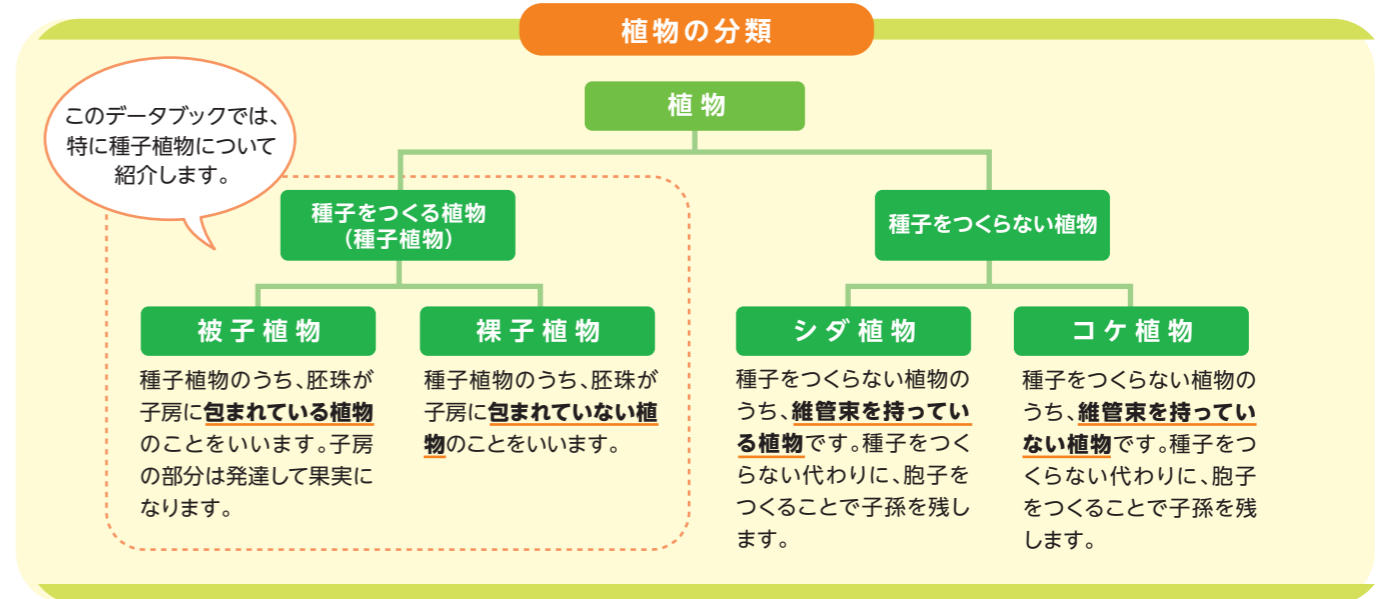 植物の分類
このデータブックでは、
特に種子植物について
紹介します。
植物
種子をつくる植物
（種子植物）
種子をつくらない植物
被子植物
種子植物のうち、胚珠が
子房に包まれている植物
のことをいいます。子房
の部分は発達して果実に
なります。
裸子植物
種子植物のうち、胚珠が
子房に包まれていない植
物のことをいいます。
シダ植物
種子をつくらない植物の
うち、維管束を持ってい
る植物です。種子をつく
らない代わりに、胞子を
つくることで子孫を残し
ます。
コケ植物
種子をつくらない植物の
うち、維管束を持ってい
ない植物です。種子をつ
くらない代わりに、胞子
をつくることで子孫を残
します。